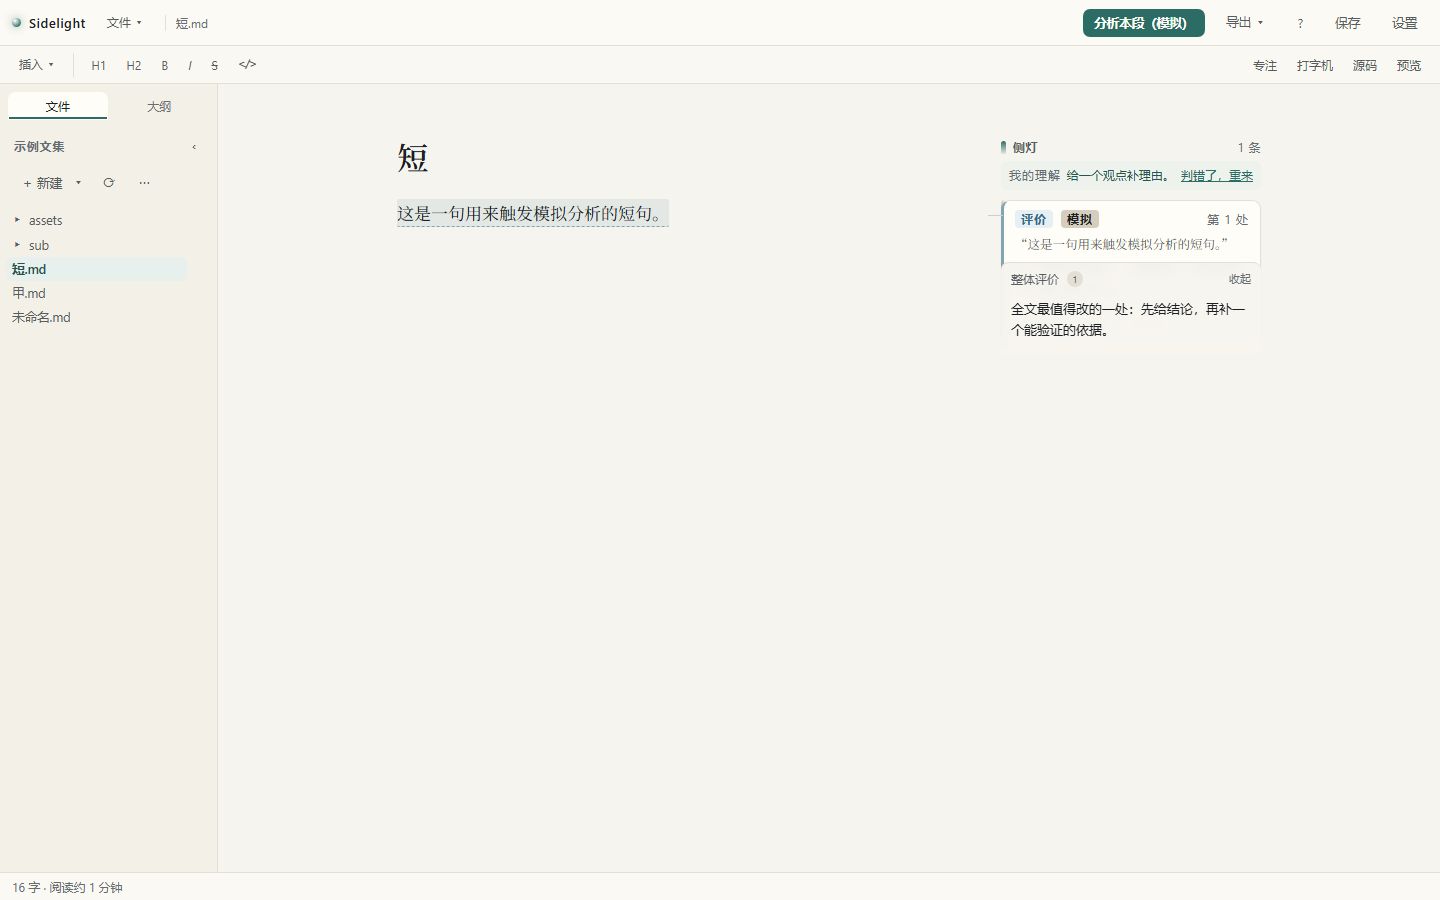 Sidelight 文件 ▾ 短.md 分析本段（模拟） 导出 ▾ ? 保存 设置
插入 ▾ H1 H2 B I S </> 专注 打字机 源码 预览
文件 大纲
示例文集 ‹
+ 新建 ▾ ⟳ ···
▸ assets
▸ sub
短.md
甲.md
未命名.md
短
这是一句用来触发模拟分析的短句。
侧灯 1 条
我的理解 给一个观点补理由。 判错了，重来
评价 模拟 第 1 处
“这是一句用来触发模拟分析的短句。”
整体评价 1 收起
全文最值得改的一处：先给结论，再补一
个能验证的依据。
16 字 · 阅读约 1 分钟